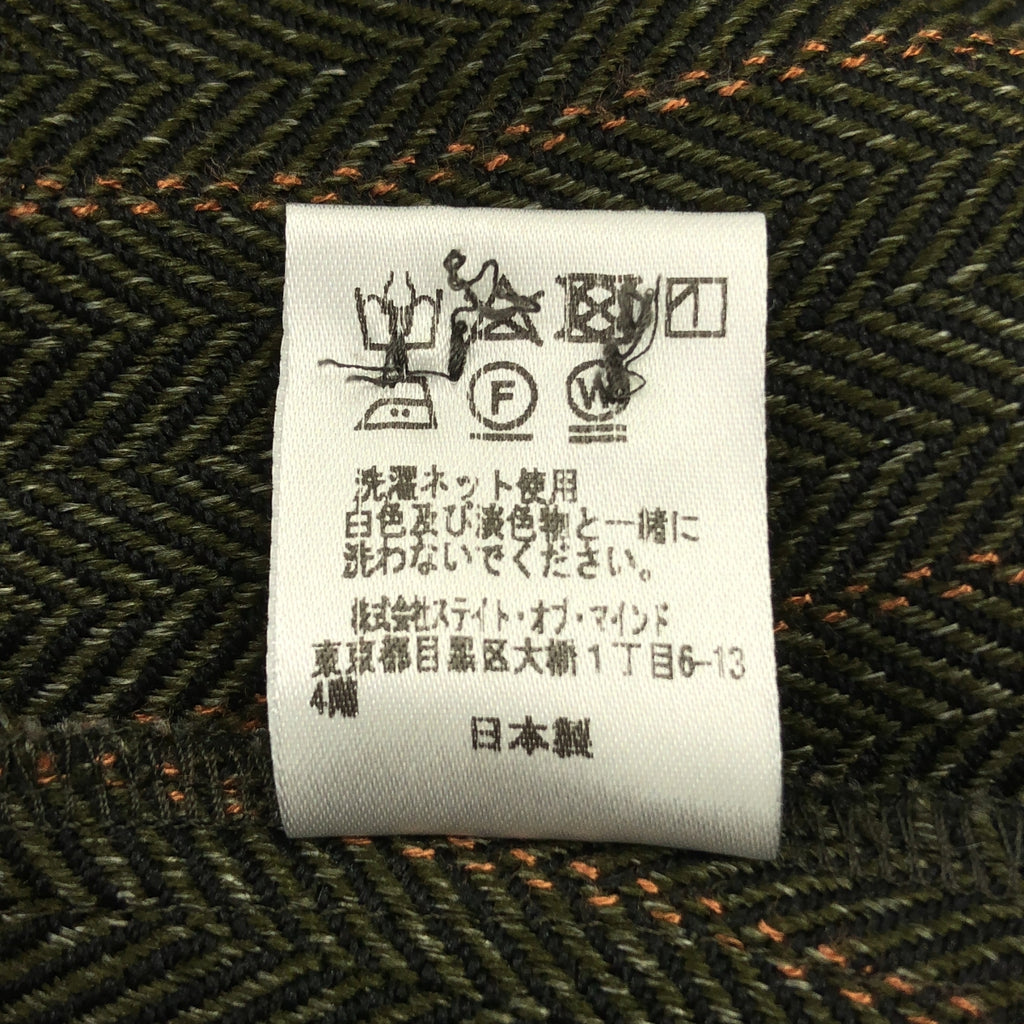 F
W
洗濯ネット使用
白色及び淡色物と一緒に
洗わないでください。
株式会社ステイト・オブ・マインド
東京都目黒区大橋1丁目6-13
4階
日本製